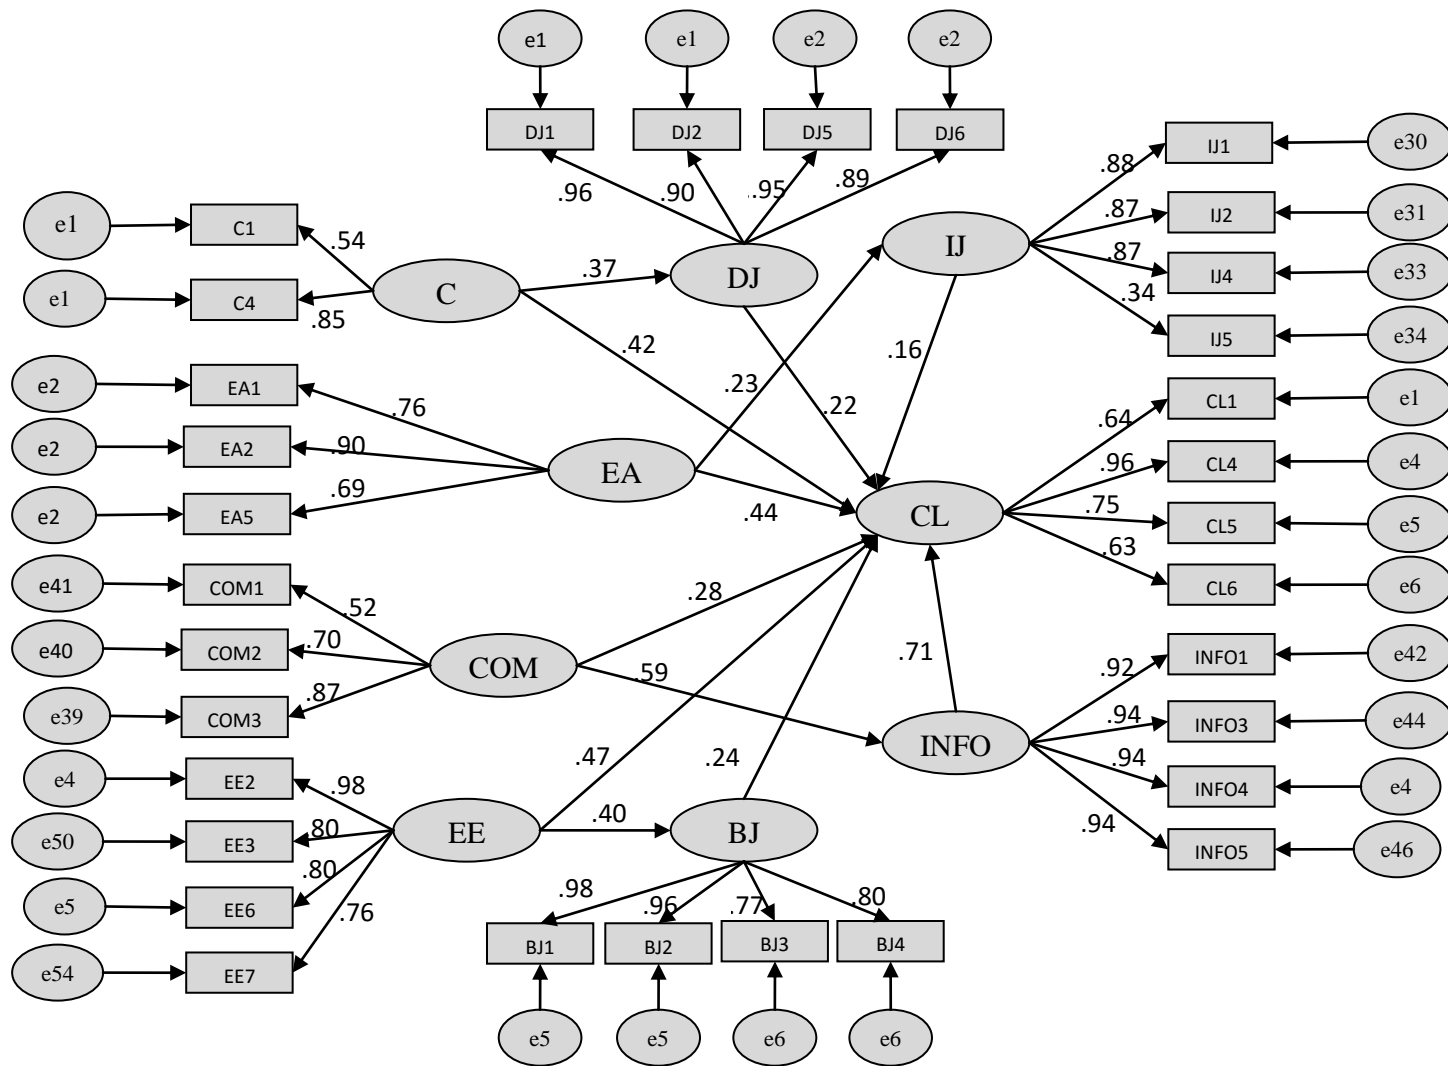 e1 e1 e2 e2
DJ1 DJ2 DJ5 DJ6
.96 .90 .95 .89
e1 C1
.54
e1 C4
.85
C
.37
DJ
IJ
.88
IJ1 e30
.87
IJ2 e31
.87
IJ4 e33
.34
IJ5 e34
.42
.23
.22
.16
e2 EA1
.76
e2 EA2
.90
e2 EA5
.69
EA
.44
CL
.64
CL1 e1
.96
CL4 e4
.75
CL5 e5
.63
CL6 e6
e41 COM1
.52
e40 COM2
.70
e39 COM3
.87
COM
.28
.59
.71
INFO
.92
INFO1 e42
.94
INFO3 e44
.94
INFO4 e4
.94
INFO5 e46
e4 EE2
.98
e50 EE3
.80
e5 EE6
.80
e54 EE7
.76
EE
.47
.40
.24
BJ
.98 .96 .77 .80
BJ1 BJ2 BJ3 BJ4
e5 e5 e6 e6